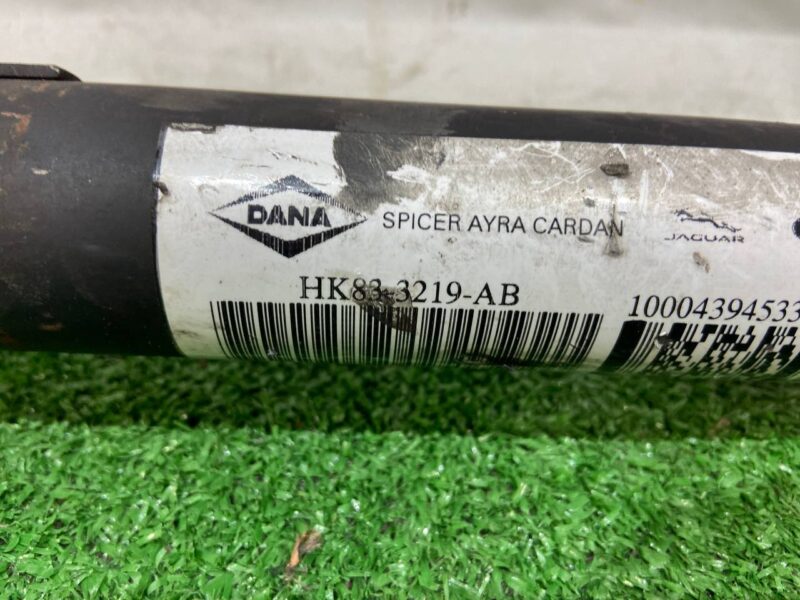 DANA
SPICER AYRA CARDAN
JAGUAR
HK83-3219-AB
10004394533